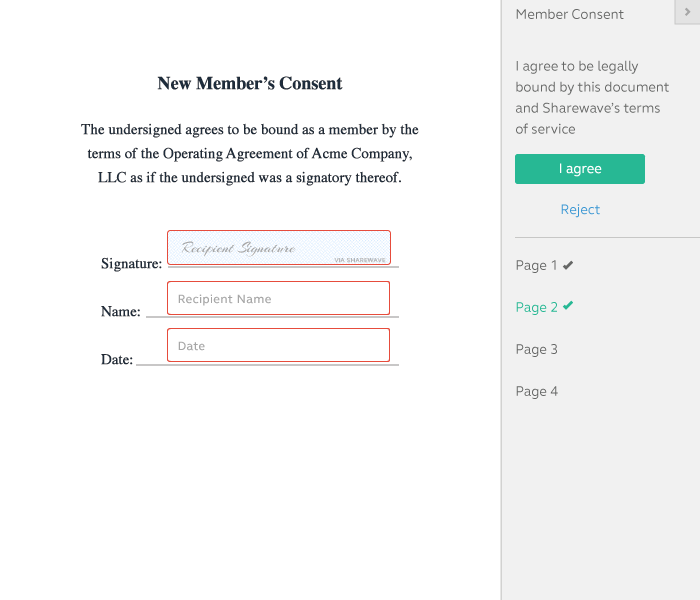 New Member’s Consent
The undersigned agrees to be bound as a member by the
terms of the Operating Agreement of Acme Company,
LLC as if the undersigned was a signatory thereof.
Signature:
Recipient Signature
VIA SHAREWAVE
Name:
Recipient Name
Date:
Date
Member Consent
I agree to be legally
bound by this document
and Sharewave’s terms
of service
I agree
Reject
Page 1
Page 2
Page 3
Page 4